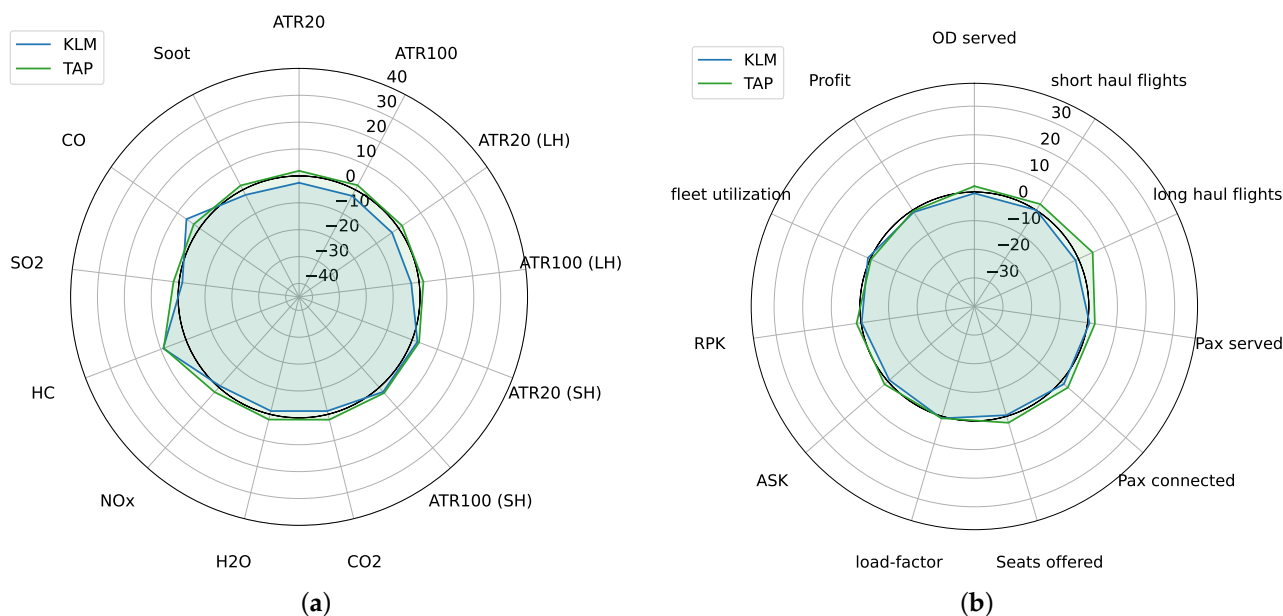 ATR20
Soot
ATR100
KLM
TAP
40
30
20
10
0
−10
−20
−30
−40
CO
ATR20 (LH)
SO2
ATR100 (LH)
HC
ATR20 (SH)
NOx
ATR100 (SH)
H2O
CO2
(a)
OD served
Profit
short haul flights
KLM
TAP
30
20
10
0
−10
−20
−30
fleet utilization
long haul flights
RPK
Pax served
ASK
Pax connected
load-factor
Seats offered
(b)